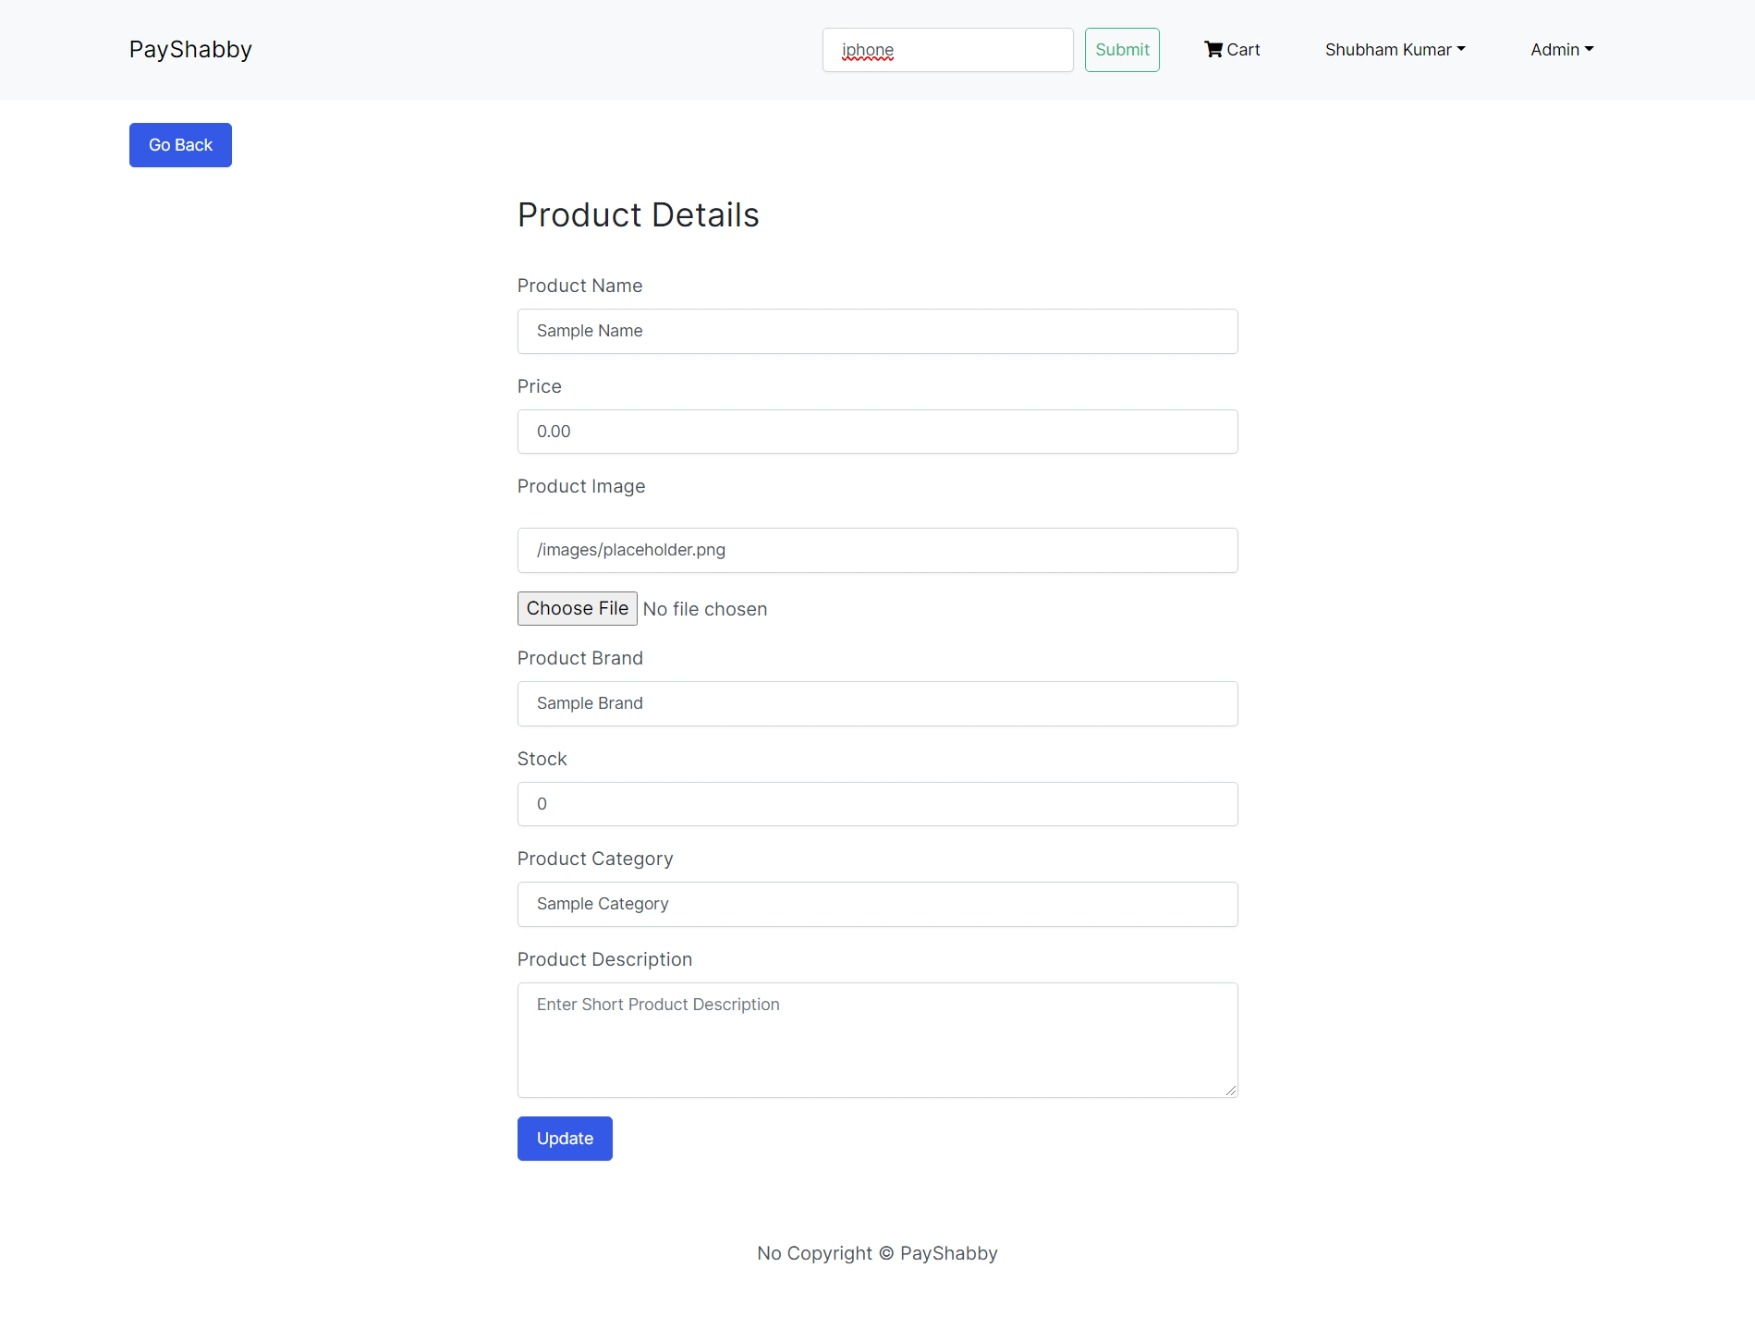 PayShabby
iphone
Submit
Cart
Shubham Kumar
Admin
Go Back
Product Details
Product Name
Sample Name
Price
0.00
Product Image
/images/placeholder.png
Choose File No file chosen
Product Brand
Sample Brand
Stock
0
Product Category
Sample Category
Product Description
Enter Short Product Description
Update
No Copyright © PayShabby